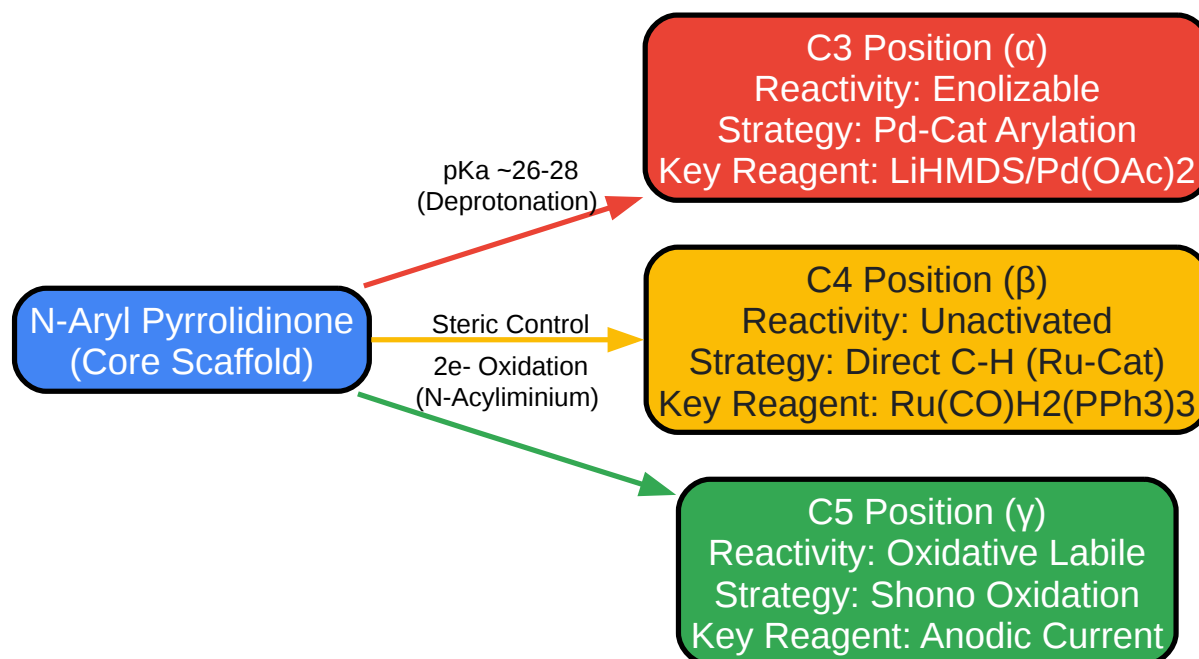 N-Aryl Pyrrolidinone
(Core Scaffold)
pKa ~26-28
(Deprotonation)
Steric Control
2e- Oxidation
(N-Acyliminium)
C3 Position (α)
Reactivity: Enolizable
Strategy: Pd-Cat Arylation
Key Reagent: LiHMDS/Pd(OAc)2
C4 Position (β)
Reactivity: Unactivated
Strategy: Direct C-H (Ru-Cat)
Key Reagent: Ru(CO)H2(PPh3)3
C5 Position (γ)
Reactivity: Oxidative Labile
Strategy: Shono Oxidation
Key Reagent: Anodic Current